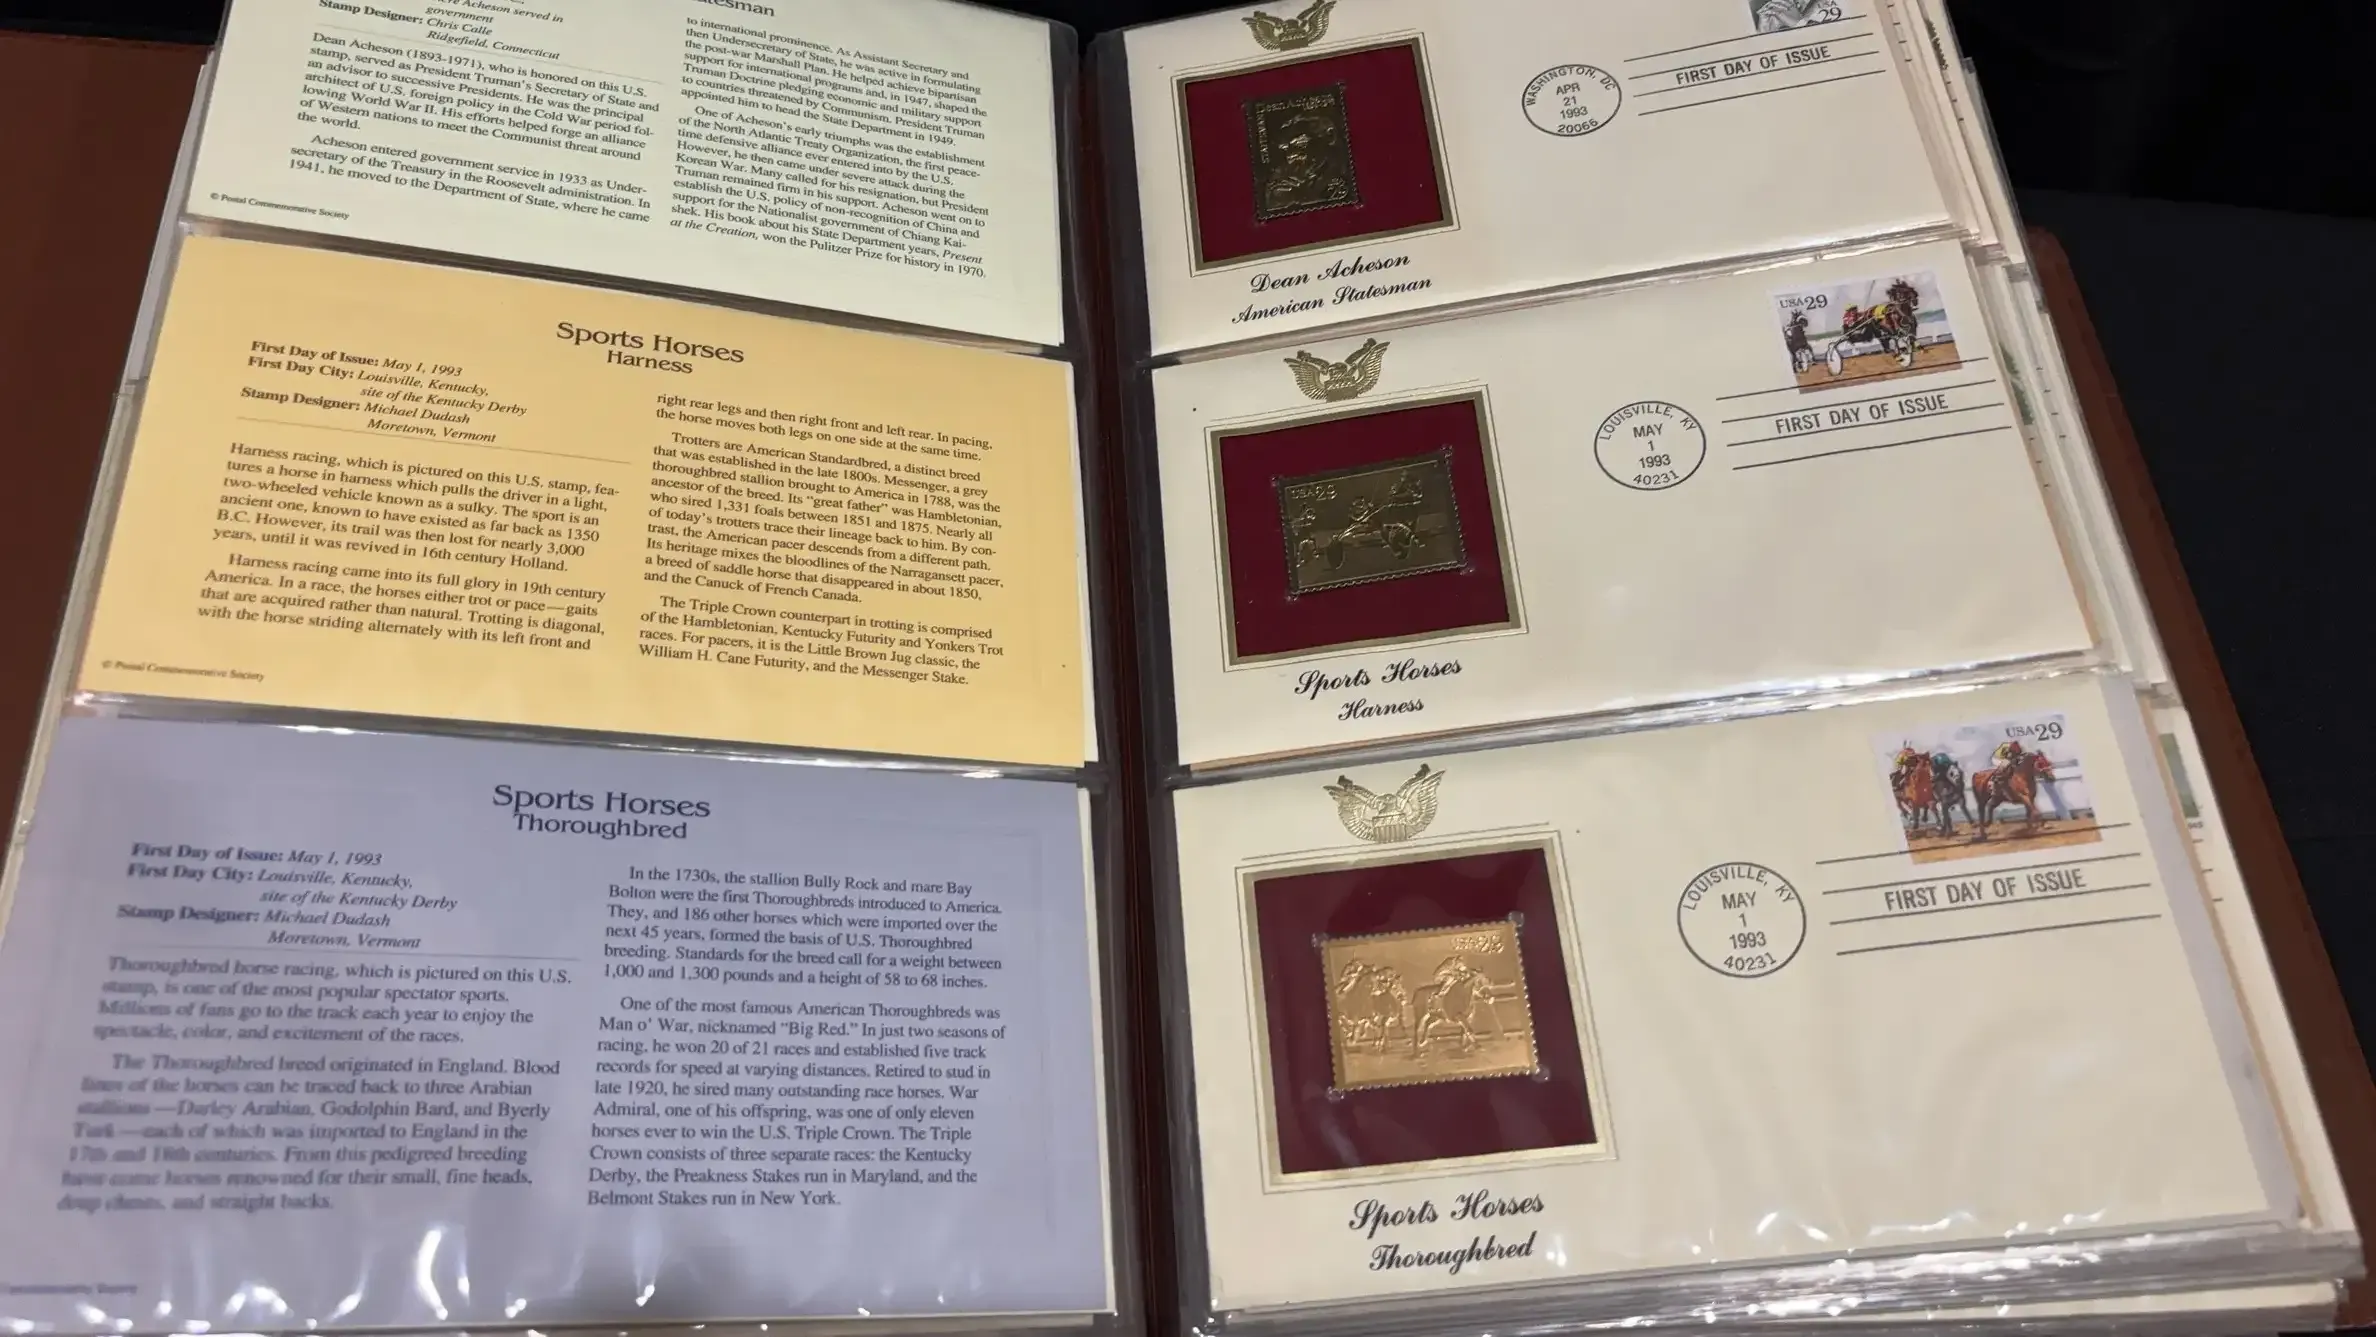 Statesman
where Acheson served in
government
Stamp Designer: Chris Calle
Ridgefield, Connecticut
Dean Acheson (1893-1971), who is honored on this U.S.
stamp, served as President Truman's Secretary of State and
an advisor to successive Presidents. He was the principal
architect of U.S. foreign policy in the Cold War period fol-
lowing World War II. His efforts helped forge an alliance
of Western nations to meet the Communist threat around
the world.
Acheson entered government service in 1933 as Under-
secretary of the Treasury in the Roosevelt administration. In
1941, he moved to the Department of State, where he came
© Postal Commemorative Society
to international prominence. As Assistant Secretary and
then Undersecretary of State, he was active in formulating
the post-war Marshall Plan. He helped achieve bipartisan
support for international programs and, in 1947, shaped the
Truman Doctrine pledging economic and military support
to countries threatened by Communism. President Truman
appointed him to head the State Department in 1949.
One of Acheson's early triumphs was the establishment
of the North Atlantic Treaty Organization, the first peace-
time defensive alliance ever entered into by the U.S.
However, he then came under severe attack during the
Korean War. Many called for his resignation, but President
Truman remained firm in his support. Acheson went on to
establish the U.S. policy of non-recognition of China and
support for the Nationalist government of Chiang Kai-
shek. His book about his State Department years, Present
at the Creation, won the Pulitzer Prize for history in 1970.
Sports Horses
Harness
First Day of Issue: May 1, 1993
First Day City: Louisville, Kentucky,
site of the Kentucky Derby
Stamp Designer: Michael Dudash
Moretown, Vermont
Harness racing, which is pictured on this U.S. stamp, fea-
tures a horse in harness which pulls the driver in a light,
two-wheeled vehicle known as a sulky. The sport is an
ancient one, known to have existed as far back as 1350
B.C. However, its trail was then lost for nearly 3,000
years, until it was revived in 16th century Holland.
Harness racing came into its full glory in 19th century
America. In a race, the horses either trot or pace—gaits
that are acquired rather than natural. Trotting is diagonal,
with the horse striding alternately with its left front and
© Postal Commemorative Society
right rear legs and then right front and left rear. In pacing,
the horse moves both legs on one side at the same time.
Trotters are American Standardbred, a distinct breed
that was established in the late 1800s. Messenger, a grey
thoroughbred stallion brought to America in 1788, was the
ancestor of the breed. Its "great father" was Hambletonian,
who sired 1,331 foals between 1851 and 1875. Nearly all
of today's trotters trace their lineage back to him. By con-
trast, the American pacer descends from a different path.
Its heritage mixes the bloodlines of the Narragansett pacer,
a breed of saddle horse that disappeared in about 1850,
and the Canuck of French Canada.
The Triple Crown counterpart in trotting is comprised
of the Hambletonian, Kentucky Futurity and Yonkers Trot
races. For pacers, it is the Little Brown Jug classic, the
William H. Cane Futurity, and the Messenger Stake.
Sports Horses
Thoroughbred
First Day of Issue: May 1, 1993
First Day City: Louisville, Kentucky,
site of the Kentucky Derby
Stamp Designer: Michael Dudash
Moretown, Vermont
Thoroughbred horse racing, which is pictured on this U.S.
stamp, is one of the most popular spectator sports.
Millions of fans go to the track each year to enjoy the
spectacle, color, and excitement of the races.
The Thoroughbred breed originated in England. Blood
lines of the horses can be traced back to three Arabian
stallions—Darley Arabian, Godolphin Bard, and Byerly
Turk—each of which was imported to England in the
17th and 18th centuries. From this pedigreed breeding
have come horses renowned for their small, fine heads,
deep chests, and straight backs.
Commemorative Society
In the 1730s, the stallion Bully Rock and mare Bay
Bolton were the first Thoroughbreds introduced to America.
They, and 186 other horses which were imported over the
next 45 years, formed the basis of U.S. Thoroughbred
breeding. Standards for the breed call for a weight between
1,000 and 1,300 pounds and a height of 58 to 68 inches.
One of the most famous American Thoroughbreds was
Man o' War, nicknamed "Big Red." In just two seasons of
racing, he won 20 of 21 races and established five track
records for speed at varying distances. Retired to stud in
late 1920, he sired many outstanding race horses. War
Admiral, one of his offspring, was one of only eleven
horses ever to win the U.S. Triple Crown. The Triple
Crown consists of three separate races: the Kentucky
Derby, the Preakness Stakes run in Maryland, and the
Belmont Stakes run in New York.
USA
29
WASHINGTON, DC
APR
21
1993
20066
FIRST DAY OF ISSUE
Dean Acheson
STATESMAN
29
Dean Acheson
American Statesman
USA 29
LOUISVILLE, KY
MAY
1
1993
40231
FIRST DAY OF ISSUE
USA 29
Sports Horses
Harness
USA 29
LOUISVILLE, KY
MAY
1
1993
40231
FIRST DAY OF ISSUE
USA 29
Sports Horses
Thoroughbred